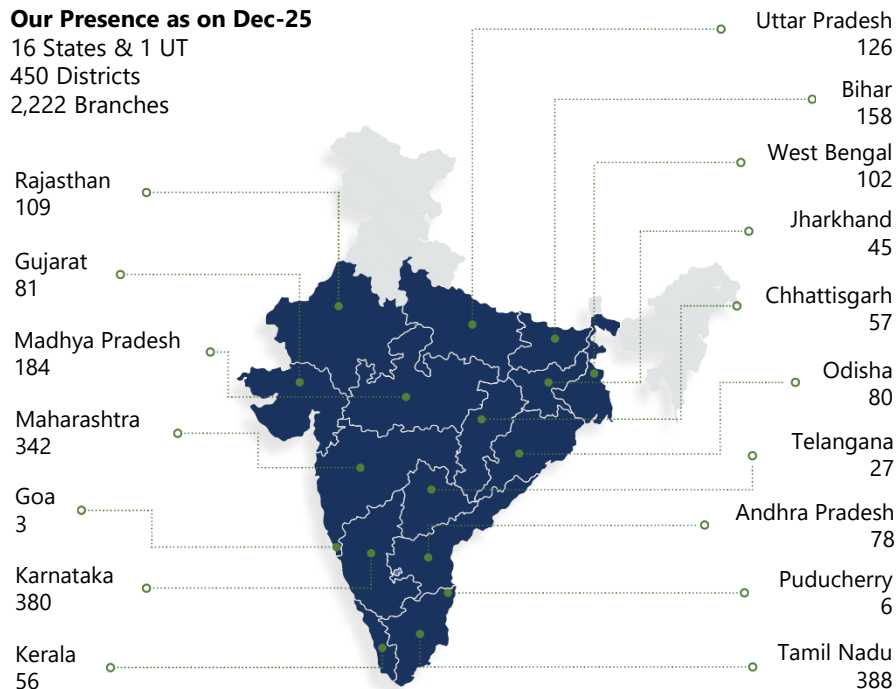 Our Presence as on Dec-25
16 States & 1 UT
450 Districts
2,222 Branches
Rajasthan
109
Gujarat
81
Madhya Pradesh
184
Maharashtra
342
Goa
3
Karnataka
380
Kerala
56
Uttar Pradesh
126
Bihar
158
West Bengal
102
Jharkhand
45
Chhattisgarh
57
Odisha
80
Telangana
27
Andhra Pradesh
78
Puducherry
6
Tamil Nadu
388